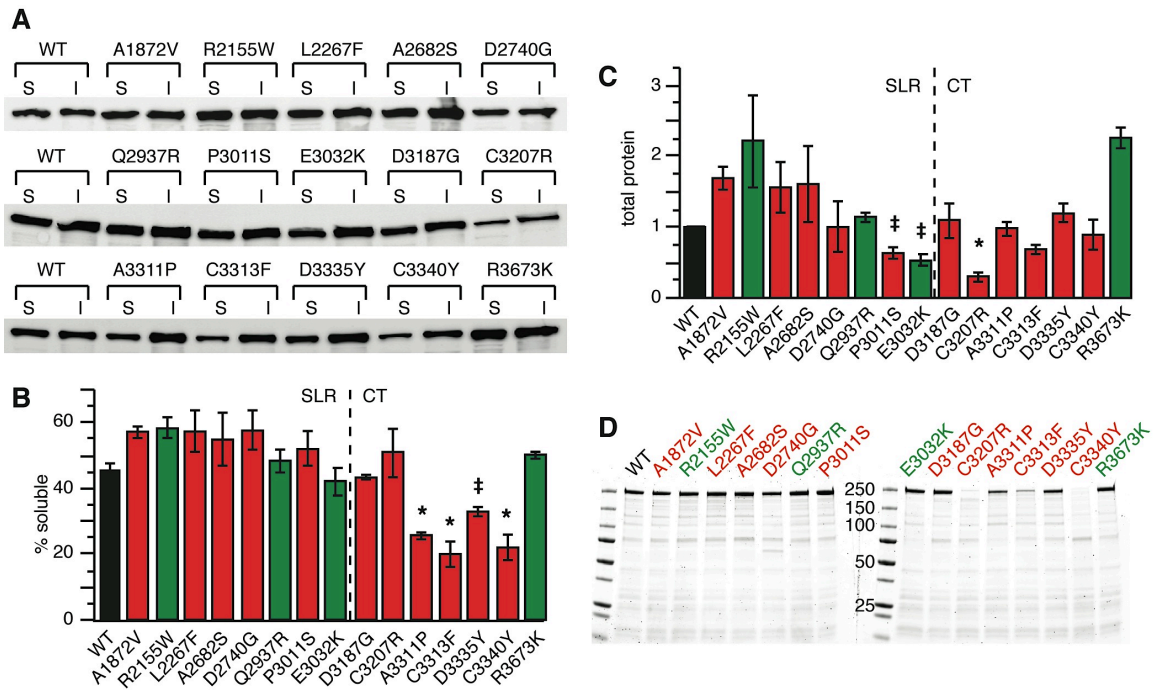 A
WT A1872V R2155W L2267F A2682S D2740G
S I S I S I S I S I S I
WT Q2937R P3011S E3032K D3187G C3207R
S I S I S I S I S I S I
WT A3311P C3313F D3335Y C3340Y R3673K
S I S I S I S I S I S I
B
% soluble
60
40
20
0
SLR CT
‡
* * *
WT A1872V R2155W L2267F A2682S D2740G Q2937R P3011S E3032K D3187G C3207R A3311P C3313F D3335Y C3340Y R3673K
C
total protein
3
2
1
0
SLR CT
‡ ‡ *
WT A1872V R2155W L2267F A2682S D2740G Q2937R P3011S E3032K D3187G C3207R A3311P C3313F D3335Y C3340Y R3673K
D
WT A1872V R2155W L2267F A2682S D2740G Q2937R P3011S E3032K D3187G C3207R A3311P C3313F D3335Y C3340Y R3673K
250
150
100
50
25